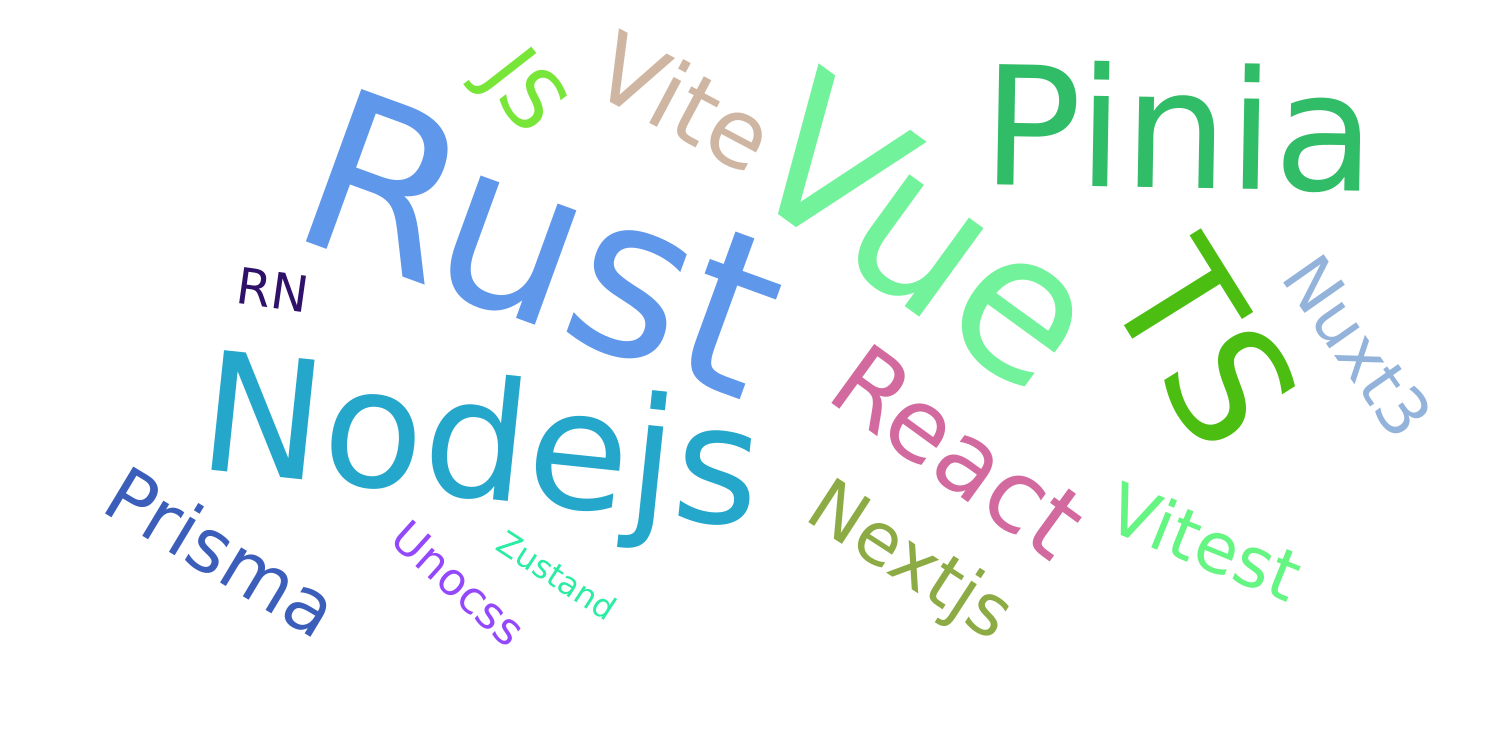 JS
Vite
Vue
Pinia
Rust
TS
Nuxt3
RN
Nodejs
React
Prisma
Unocss
Zustand
Nextjs
Vitest